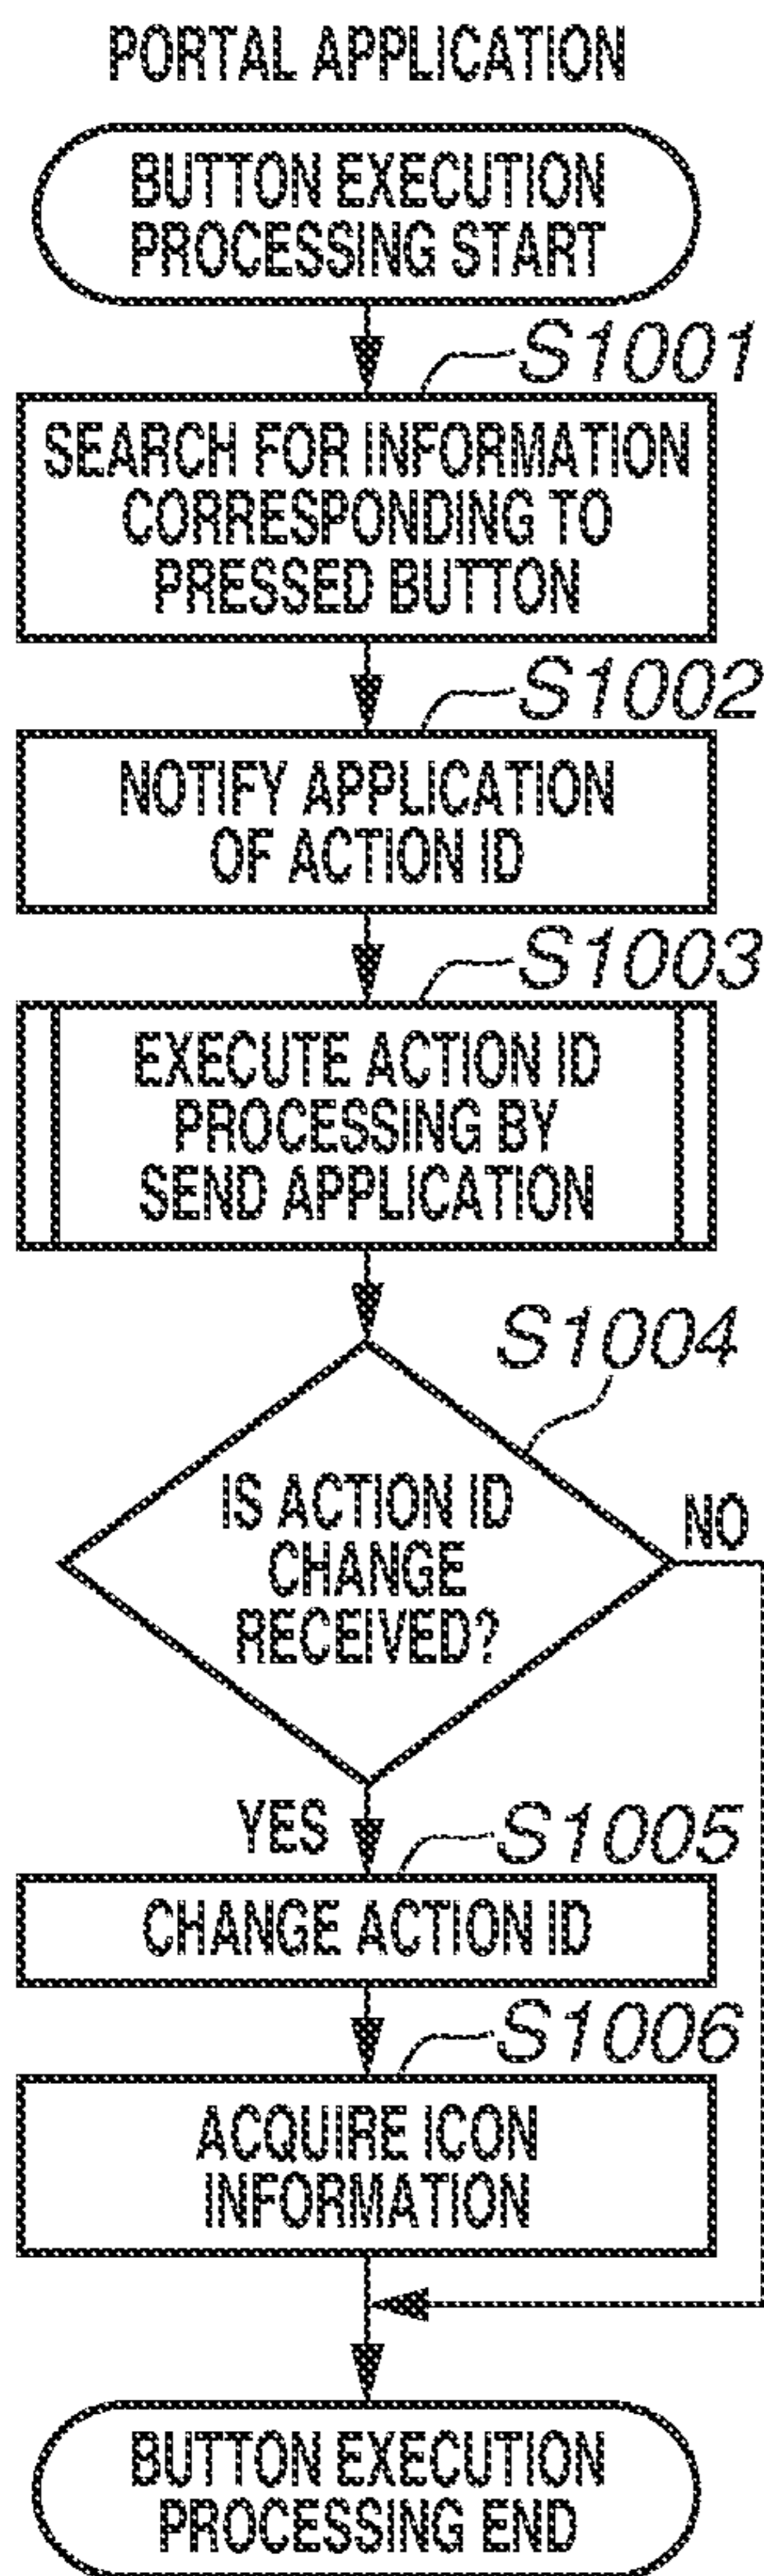 PORTAL APPLICATION
BUTTON EXECUTION
PROCESSING START
S1001
SEARCH FOR INFORMATION
CORRESPONDING TO
PRESSED BUTTON
S1002
NOTIFY APPLICATION
OF ACTION ID
S1003
EXECUTE ACTION ID
PROCESSING BY
SEND APPLICATION
S1004
IS ACTION ID
CHANGE
RECEIVED?
NO
YES
S1005
CHANGE ACTION ID
S1006
ACQUIRE ICON
INFORMATION
BUTTON EXECUTION
PROCESSING END